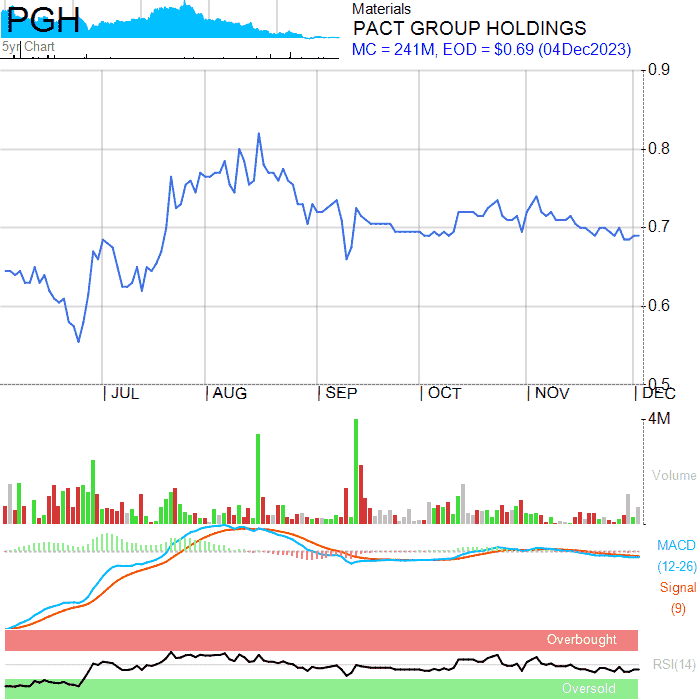 PGH
5yr Chart
Materials
PACT GROUP HOLDINGS
MC = 241M, EOD = $0.69 (04Dec2023)
0.9
0.8
0.7
0.6
0.5
JUL AUG SEP OCT NOV DEC
4M
Volume
MACD
(12-26)
Signal
(9)
Overbought
RSI(14)
Oversold